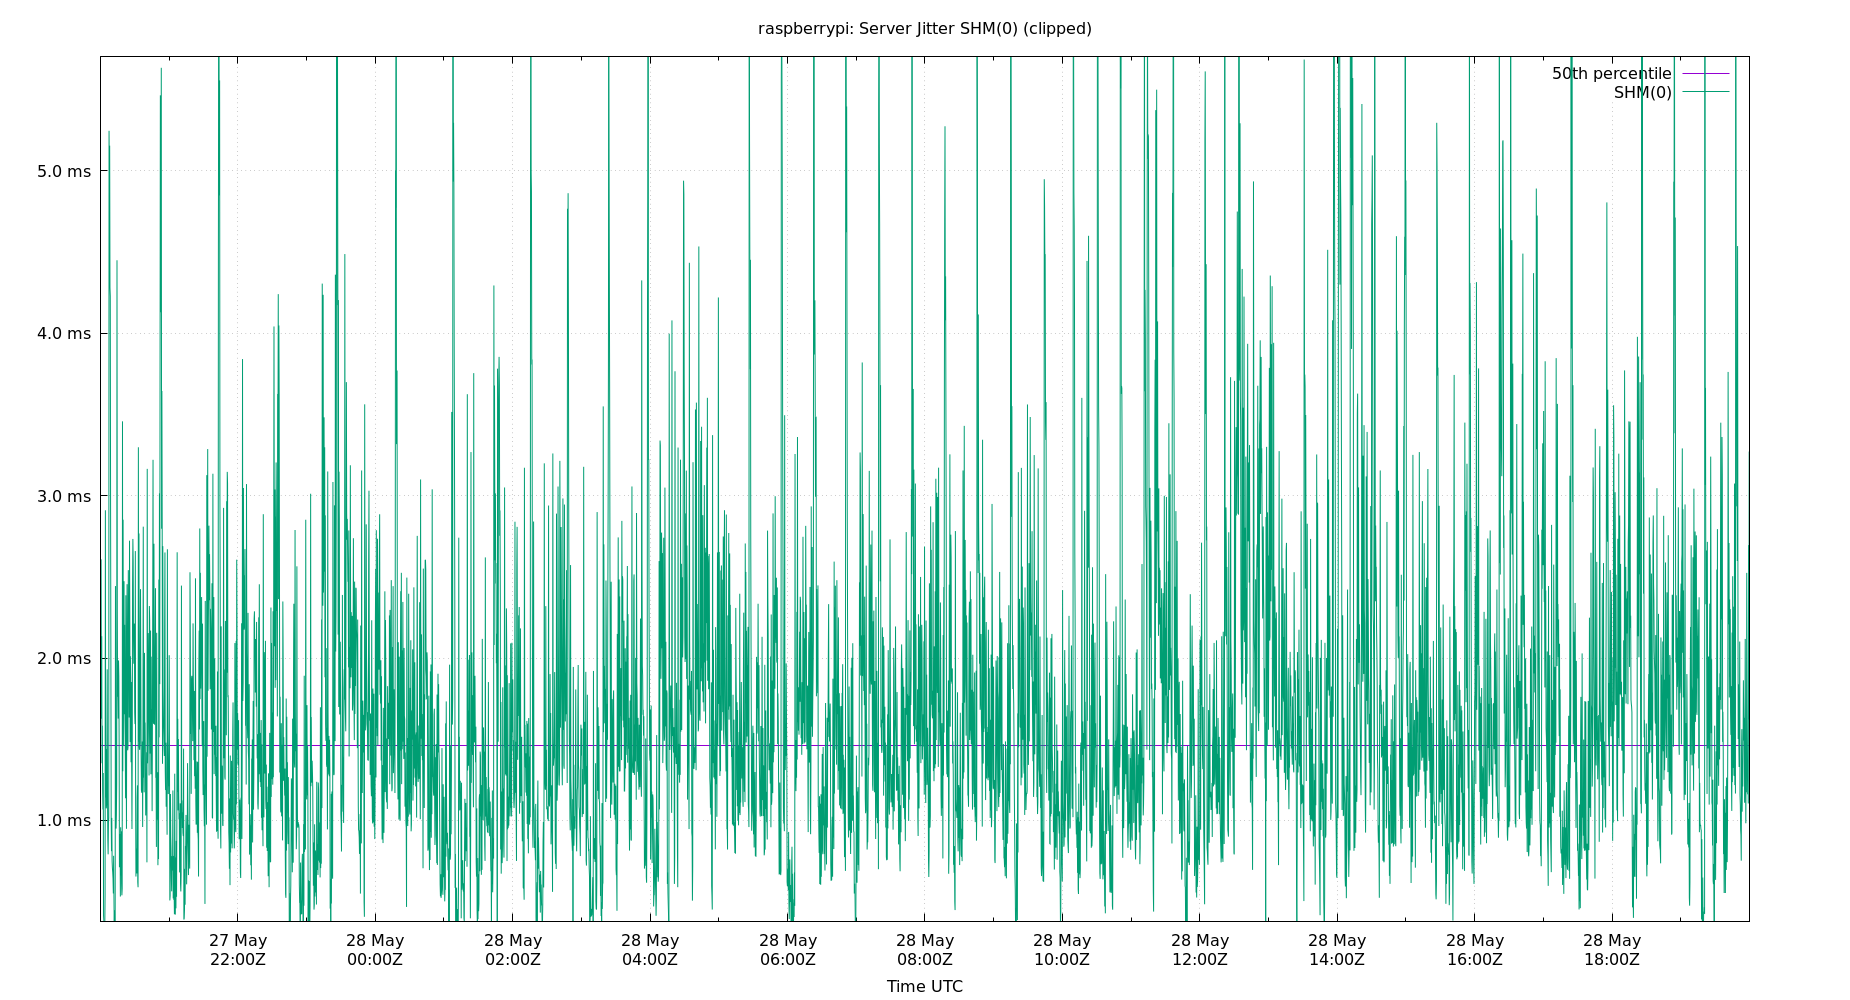 raspberrypi: Server Jitter SHM(0) (clipped)
50th percentile
SHM(0)
5.0 ms
4.0 ms
3.0 ms
2.0 ms
1.0 ms
27 May 28 May 28 May 28 May 28 May 28 May 28 May 28 May 28 May 28 May 28 May
22:00Z 00:00Z 02:00Z 04:00Z 06:00Z 08:00Z 10:00Z 12:00Z 14:00Z 16:00Z 18:00Z
Time UTC